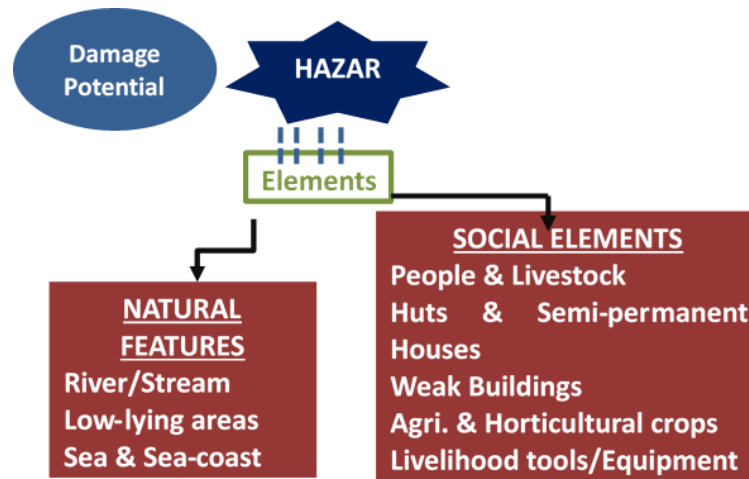 Damage
Potential
HAZAR
Elements
NATURAL
FEATURES
River/Stream
Low-lying areas
Sea & Sea-coast
SOCIAL ELEMENTS
People & Livestock
Huts & Semi-permanent
Houses
Weak Buildings
Agri. & Horticultural crops
Livelihood tools/Equipment